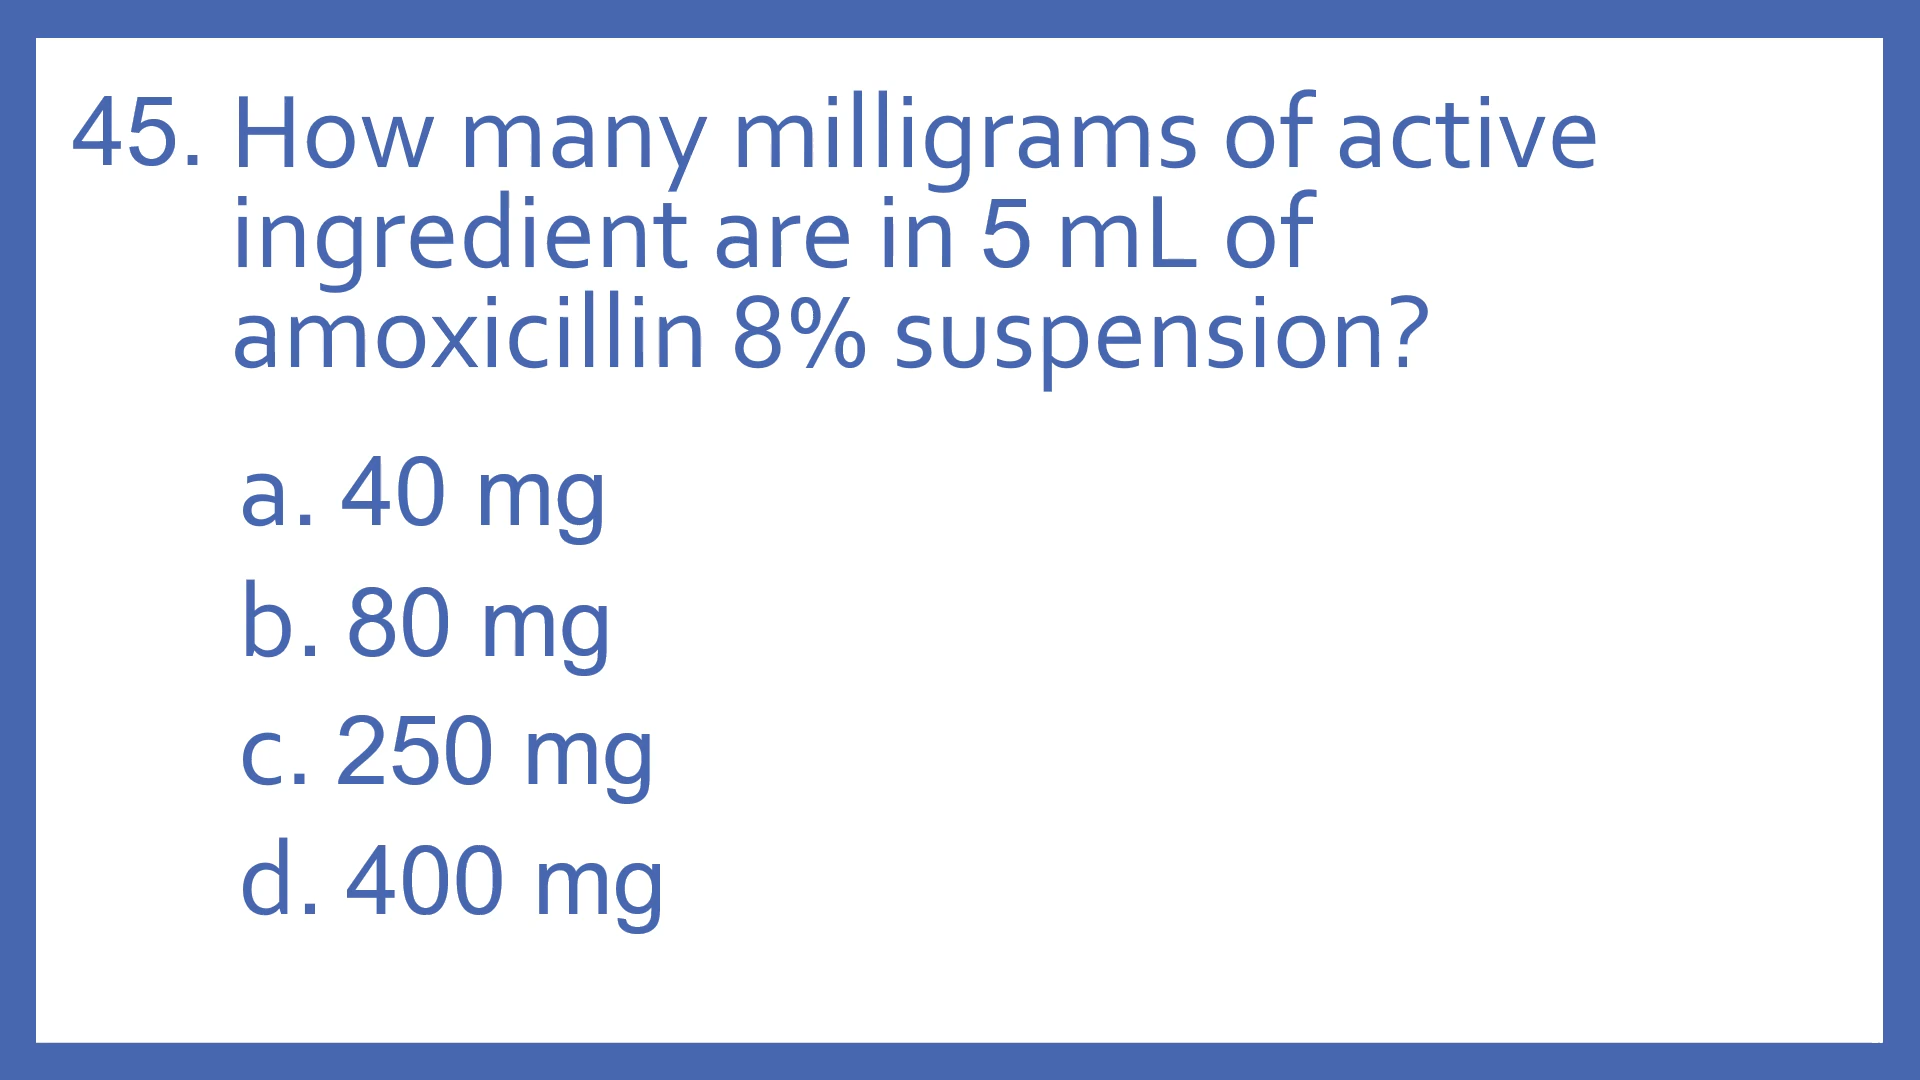 45. How many milligrams of active
ingredient are in 5 mL of
amoxicillin 8% suspension?
a. 40 mg
b. 80 mg
c. 250 mg
d. 400 mg